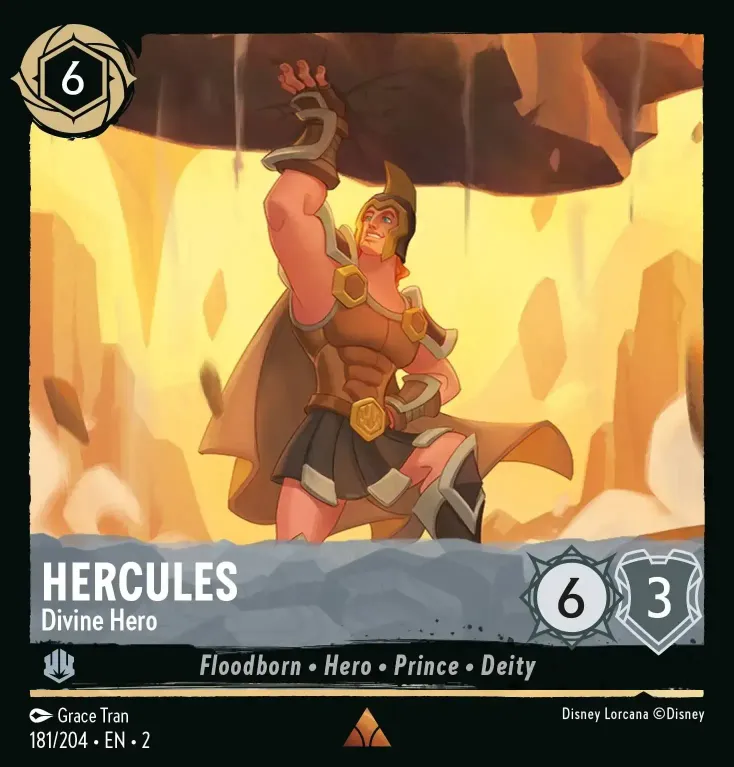 6
HERCULES
Divine Hero
6
3
Floodborn • Hero • Prince • Deity
Grace Tran
Disney Lorcana ©Disney
181/204 • EN • 2